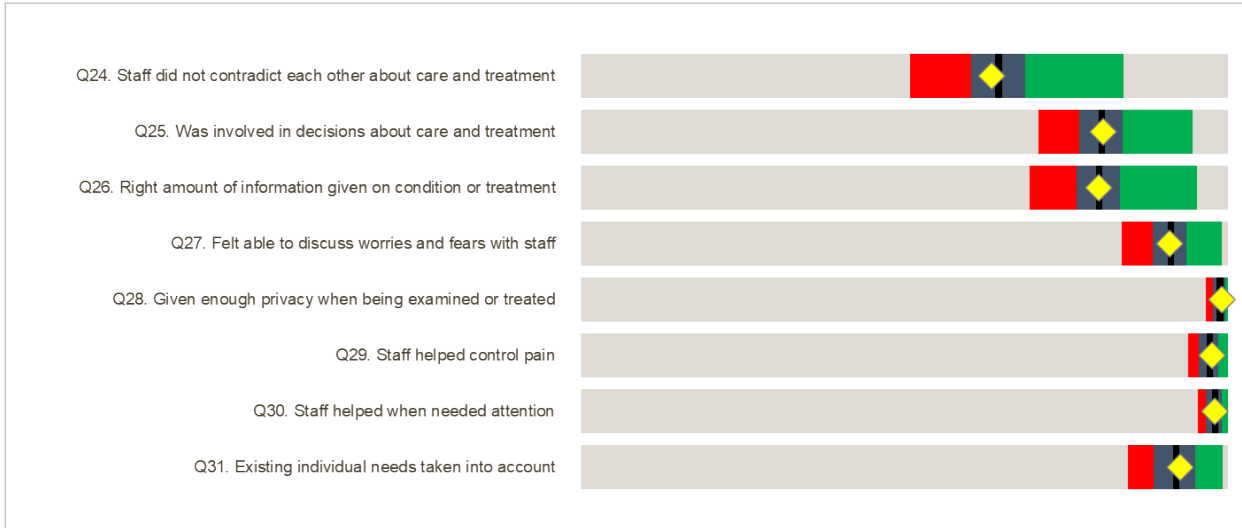 Q24. Staff did not contradict each other about care and treatment
Q25. Was involved in decisions about care and treatment
Q26. Right amount of information given on condition or treatment
Q27. Felt able to discuss worries and fears with staff
Q28. Given enough privacy when being examined or treated
Q29. Staff helped control pain
Q30. Staff helped when needed attention
Q31. Existing individual needs taken into account